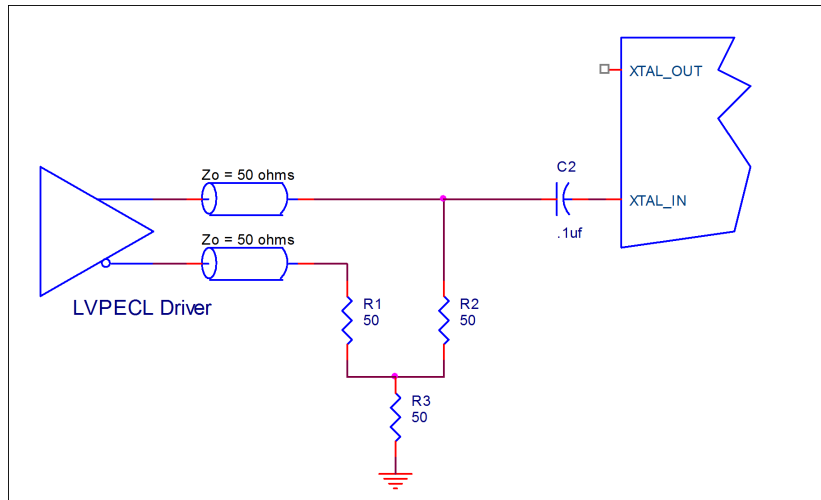 XTAL_OUT
C2
Zo = 50 ohms
XTAL_IN
.1uf
Zo = 50 ohms
LVPECL Driver
R1
50
R2
50
R3
50